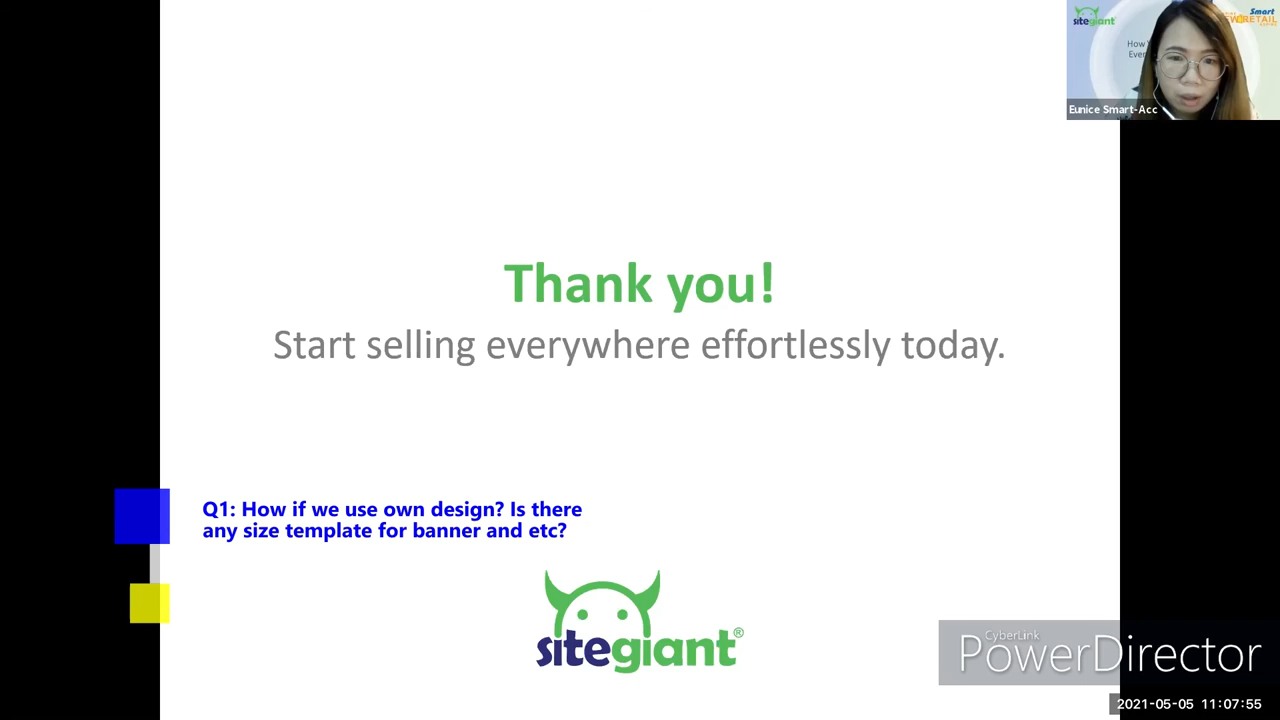 sitegiant
Smart
RETAIL
How
Ever
Eunice Smart-Acc
Thank you!
Start selling everywhere effortlessly today.
Q1: How if we use own design? Is there
any size template for banner and etc?
sitegiant®
CyberLink
PowerDirector
2021-05-05 11:07:55